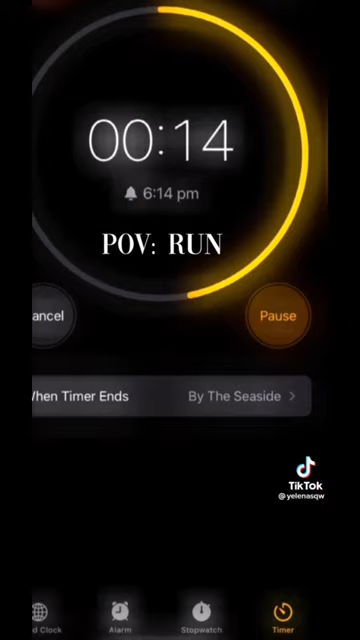 00:14
6:14 pm
POV: RUN
ancel
Pause
When Timer Ends
By The Seaside
TikTok
@yelenasqw
d Clock
Alarm
Stopwatch
Timer